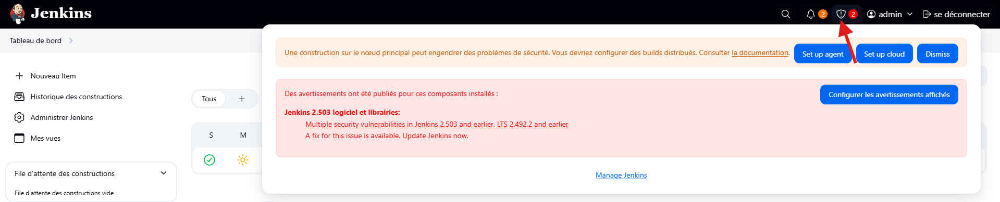 Jenkins
2
2
admin
se déconnecter
Tableau de bord
Nouveau Item
Historique des constructions
Administrer Jenkins
Mes vues
File d’attente des constructions
File d’attente des constructions vide
Tous
S M
Une construction sur le nœud principal peut engendrer des problèmes de sécurité. Vous devriez configurer des builds distribués. Consulter la documentation.
Set up agent
Set up cloud
Dismiss
Des avertissements ont été publiés pour ces composants installés :
Configurer les avertissements affichés
Jenkins 2.503 logiciel et librairies:
Multiple security vulnerabilities in Jenkins 2.503 and earlier, LTS 2.492.2 and earlier
A fix for this issue is available. Update Jenkins now.
Manage Jenkins